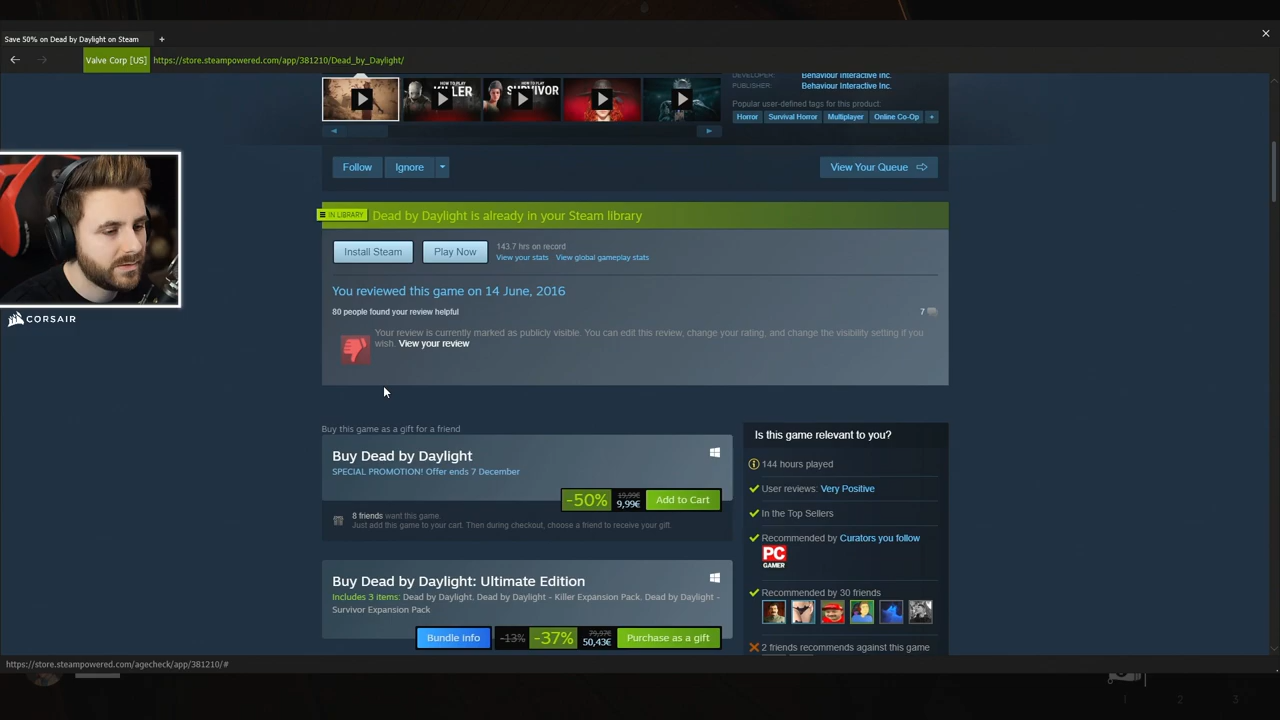 Save 50% on Dead by Daylight on Steam
+
Valve Corp [US]
https://store.steampowered.com/app/381210/Dead_by_Daylight/
HOW TO PLAY
KILLER
HOW TO PLAY
SURVIVOR
DEVELOPER:
Behaviour Interactive Inc.
PUBLISHER:
Behaviour Interactive Inc.
Popular user-defined tags for this product:
Horror
Survival Horror
Multiplayer
Online Co-Op
+
Follow
Ignore
View Your Queue
IN LIBRARY
Dead by Daylight is already in your Steam library
Install Steam
Play Now
143.7 hrs on record
View your stats
View global gameplay stats
You reviewed this game on 14 June, 2016
80 people found your review helpful
7
Your review is currently marked as publicly visible. You can edit this review, change your rating, and change the visibility setting if you
wish. View your review
CORSAIR
Buy this game as a gift for a friend
Buy Dead by Daylight
SPECIAL PROMOTION! Offer ends 7 December
-50%
19,99€
9,99€
Add to Cart
8 friends want this game
Just add this game to your cart. Then during checkout, choose a friend to receive your gift.
Buy Dead by Daylight: Ultimate Edition
Includes 3 items: Dead by Daylight, Dead by Daylight - Killer Expansion Pack, Dead by Daylight -
Survivor Expansion Pack
Bundle info
-13%
-37%
79,97€
50,43€
Purchase as a gift
Is this game relevant to you?
144 hours played
User reviews: Very Positive
In the Top Sellers
Recommended by Curators you follow
PC
GAMER
Recommended by 30 friends
2 friends recommends against this game
https://store.steampowered.com/agecheck/app/381210/#
1
2
3